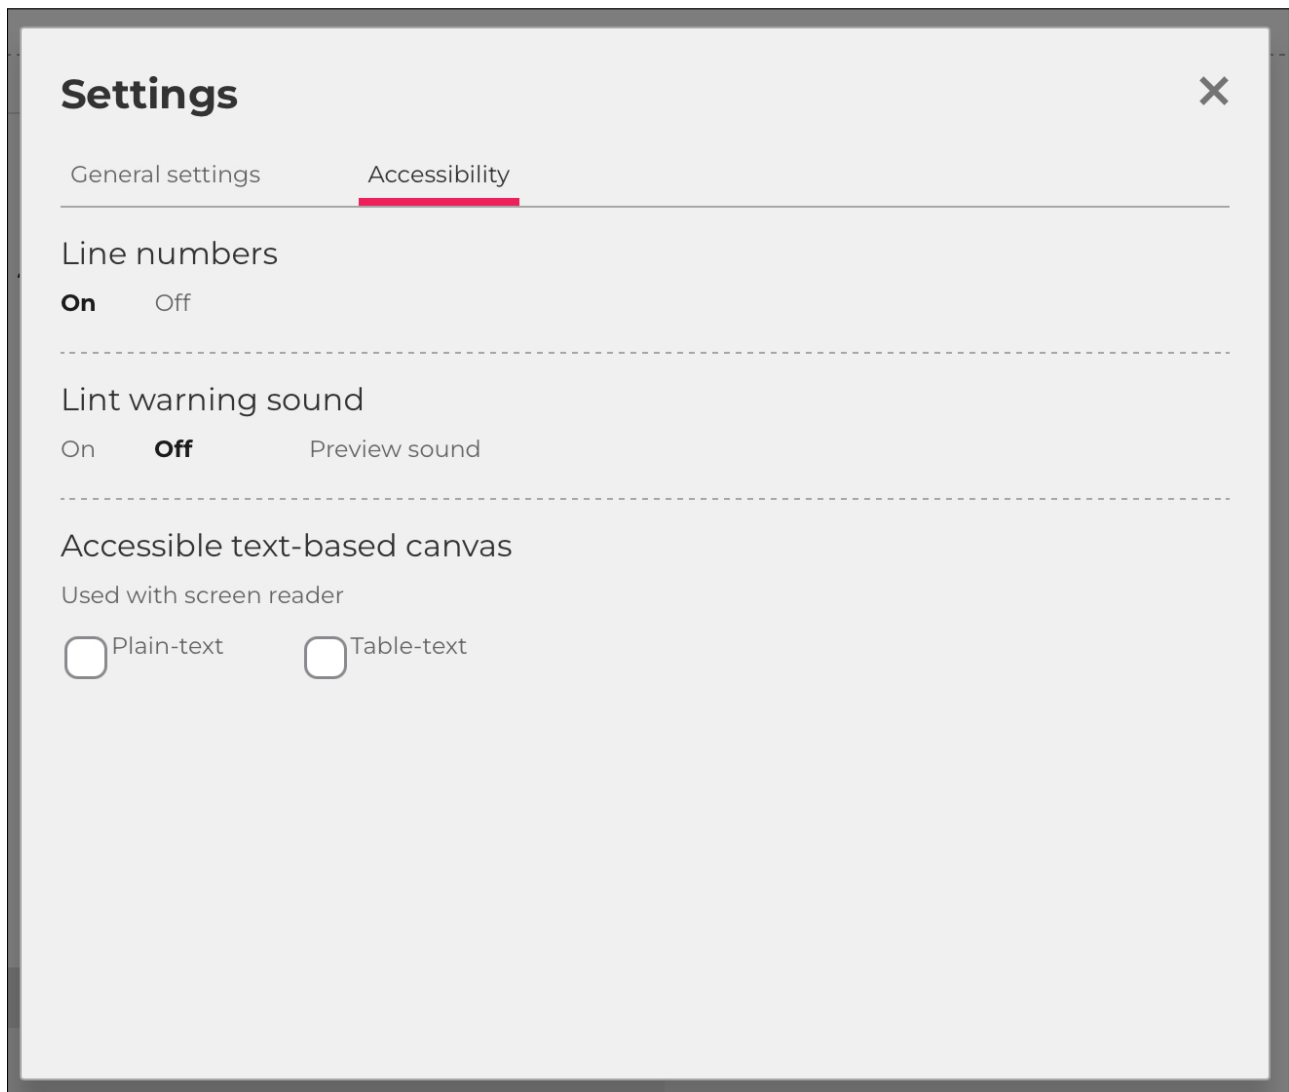 Settings
General settings Accessibility
Line numbers
On Off
Lint warning sound
On Off Preview sound
Accessible text-based canvas
Used with screen reader
Plain-text Table-text